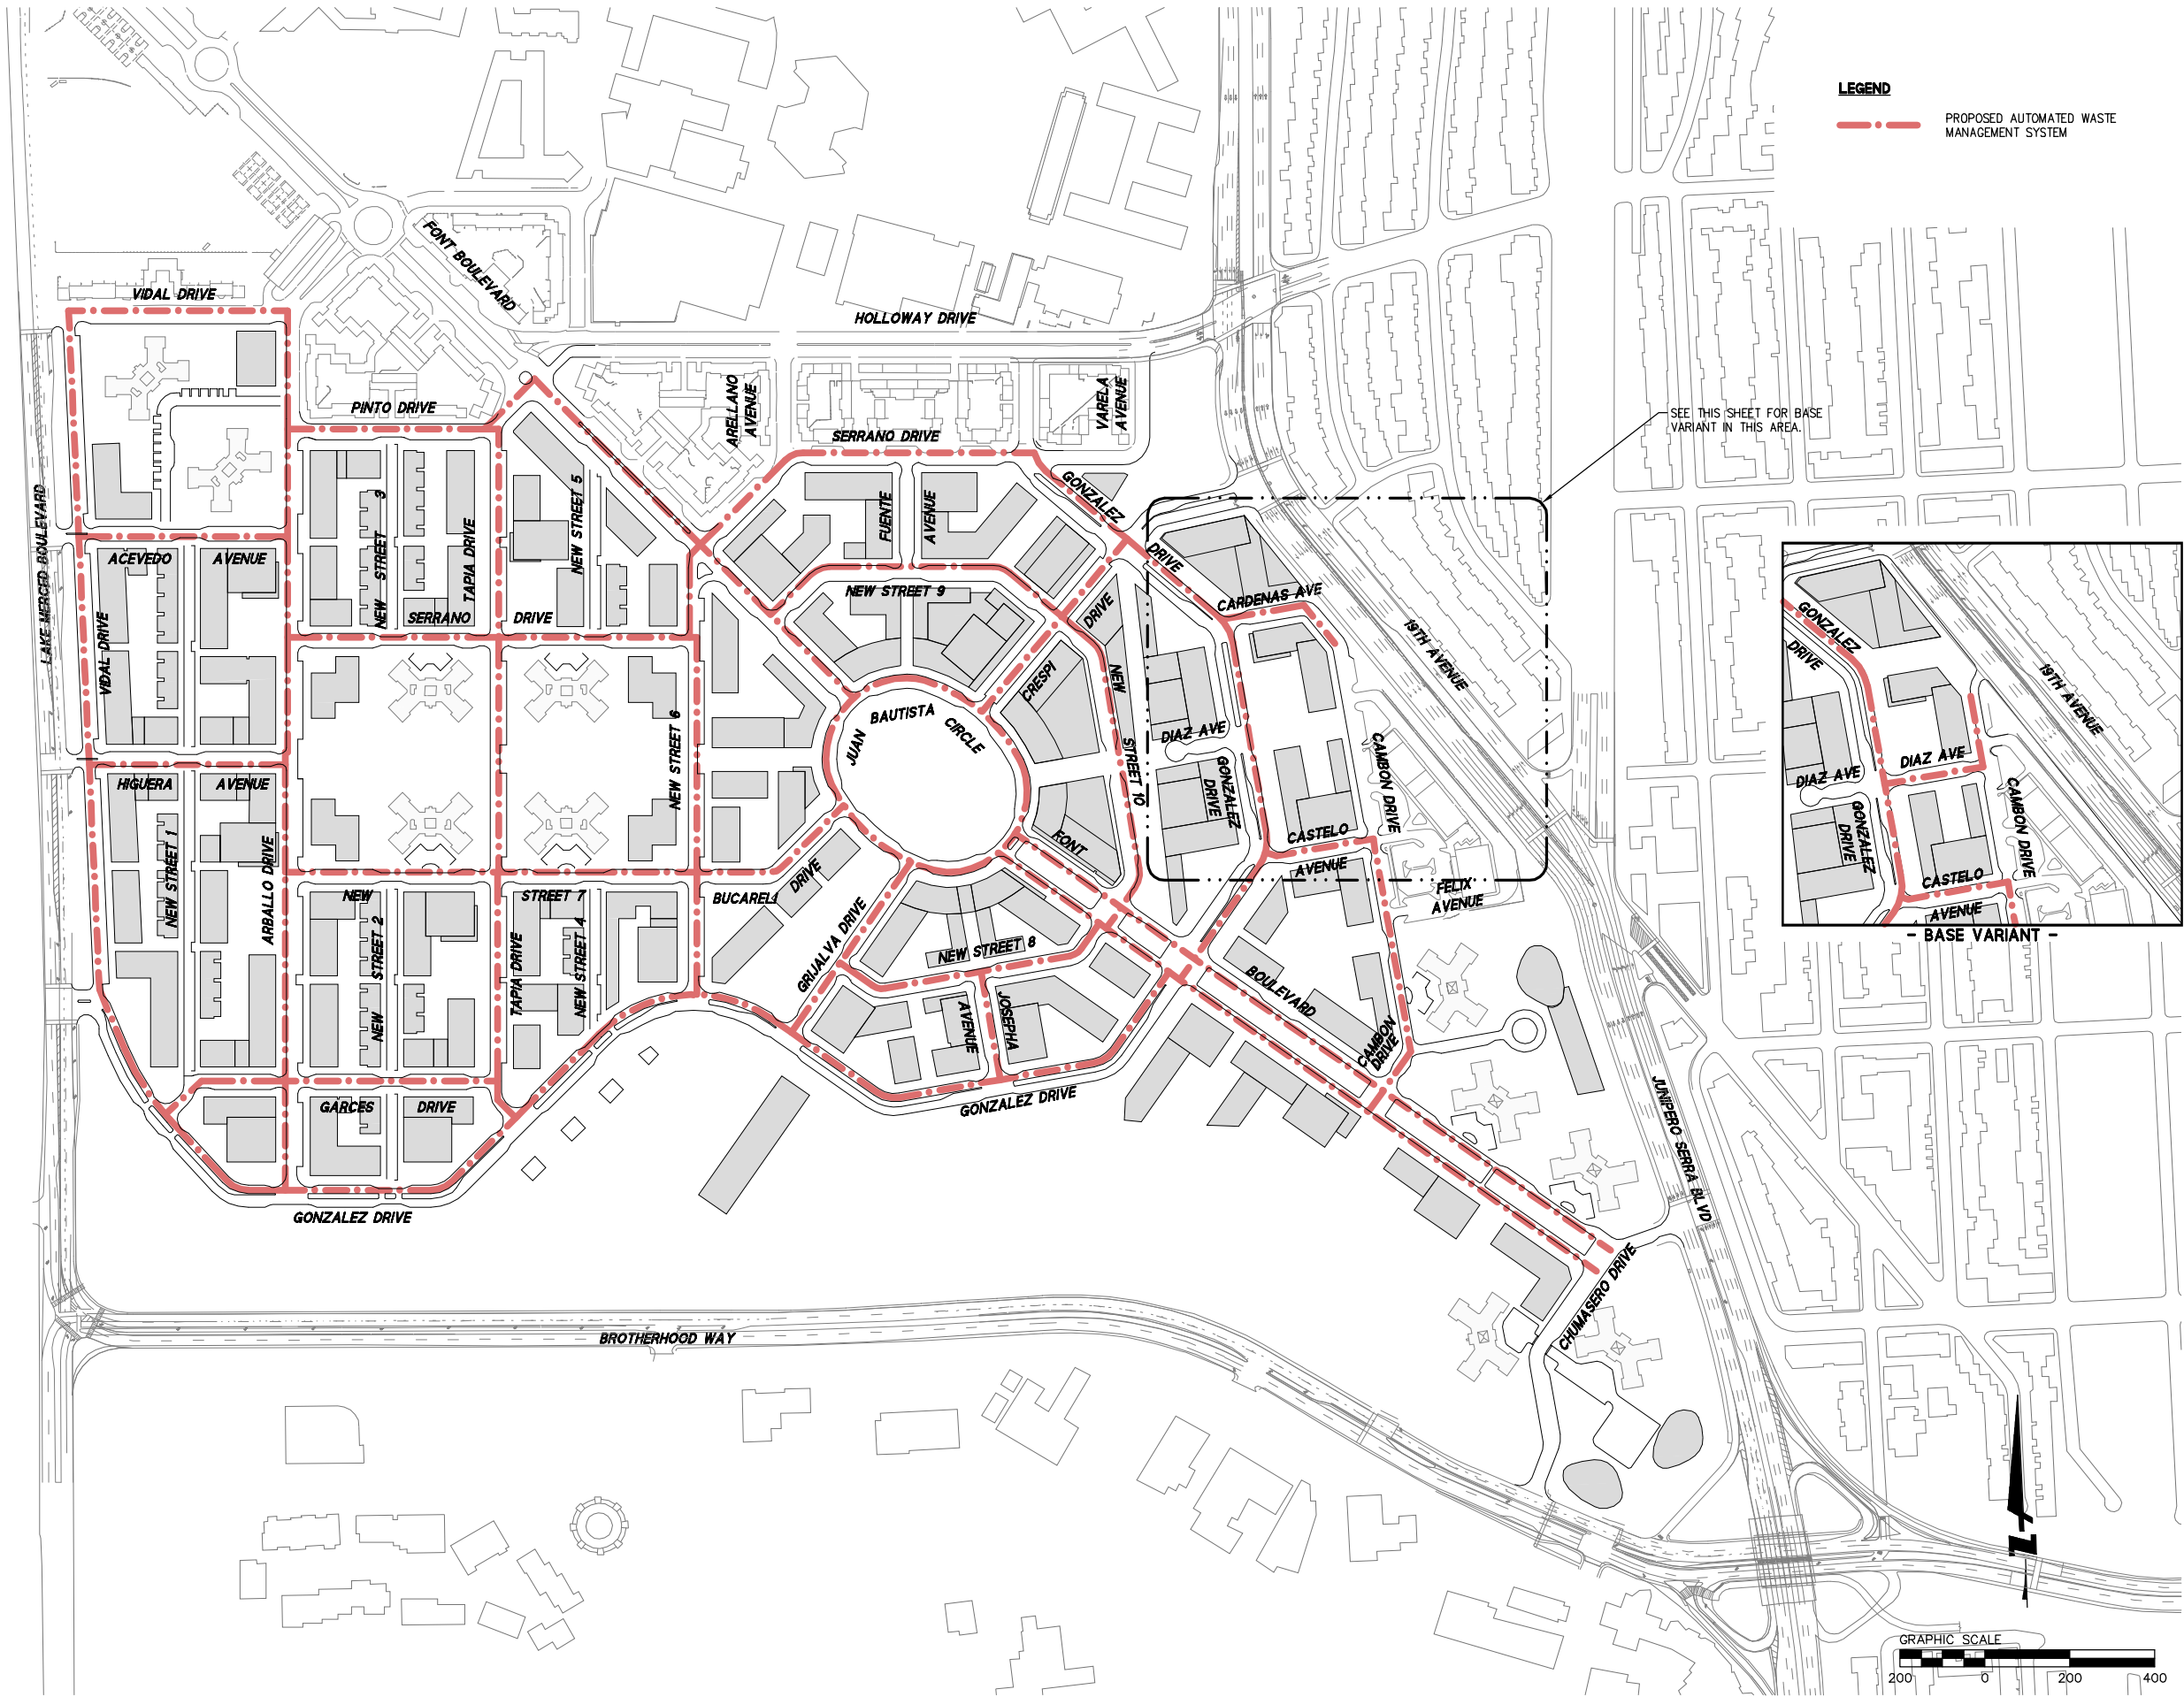 LEGEND
PROPOSED AUTOMATED WASTE
MANAGEMENT SYSTEM
FONT BOULEVARD
VIDAL DRIVE
HOLLOWAY DRIVE
PINTO DRIVE
ARELLANO
AVENUE
VARELA
AVENUE
SERRANO DRIVE
SEE THIS SHEET FOR BASE
VARIANT IN THIS AREA.
LAKE MERCED BOULEVARD
GONZALEZ
DRIVE
FUENTE
AVENUE
NEW STREET 3
TAPIA DRIVE
NEW STREET 5
ACEVEDO AVENUE
NEW STREET 9
SERRANO DRIVE
CARDENAS AVE
CRESPI
DRIVE
19TH AVENUE
VIDAL DRIVE
NEW STREET 6
NEW
STREET 10
JUAN
BAUTISTA
CIRCLE
DIAZ AVE
GONZALEZ
DRIVE
CAMBON DRIVE
HIGUERA AVENUE
CASTELO
AVENUE
FELIX
AVENUE
FONT
BOULEVARD
NEW STREET 1
ARBALLO DRIVE
NEW STREET 7
BUCARELI DRIVE
NEW STREET 2
TAPIA DRIVE
NEW STREET 4
GRIJALVA DRIVE
NEW STREET 8
JOSEPHA
AVENUE
CAMBON
DRIVE
GARCES DRIVE
GONZALEZ DRIVE
GONZALEZ DRIVE
JUNIPERO SERRA BLVD
CHUMASERO DRIVE
BROTHERHOOD WAY
GONZALEZ
DRIVE
19TH AVENUE
DIAZ AVE
DIAZ AVE
GONZALEZ
DRIVE
CAMBON DRIVE
CASTELO
AVENUE
- BASE VARIANT -
GRAPHIC SCALE
200 0 200 400